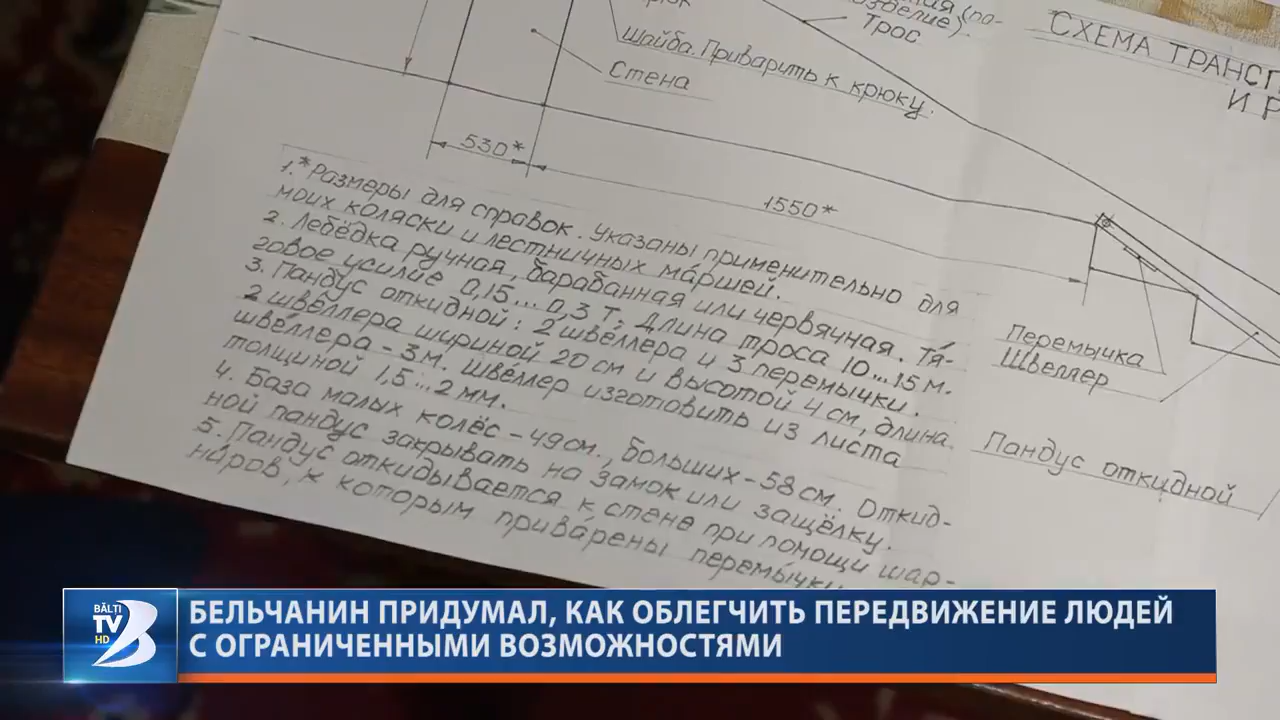 изделие).
Трос
СХЕМА
И
Шайба. Приварить к крюку.
Стена
530*
1550*
1.*Размеры для справок. Указаны применительно для
моих коляски и лестничных маршей.
2. Лебёдка ручная, барабанная или червячная. Тя-
говое усилие 0,15...0,3 т; Длина троса 10...15 м.
3. Пандус откидной: 2 швеллера и 3 перемычки.
2 швеллера шириной 20 см и высотой 4 см, длина
швеллера - 3 м. Швеллер изготовить из листа
толщиной 1,5...2 мм.
4. База малых колёс - 49 см., Больших - 58 см. Откид-
ной пандус закрывать на замок или защёлку.
5. Пандус откидывается к стене при помощи шар-
ниров, к которым приварены перемычки
Перемычка
Швеллер
Пандус откидной
BĂLȚI
TV
HD
БЕЛЬЧАНИН ПРИДУМАЛ, КАК ОБЛЕГЧИТЬ ПЕРЕДВИЖЕНИЕ ЛЮДЕЙ
С ОГРАНИЧЕННЫМИ ВОЗМОЖНОСТЯМИ